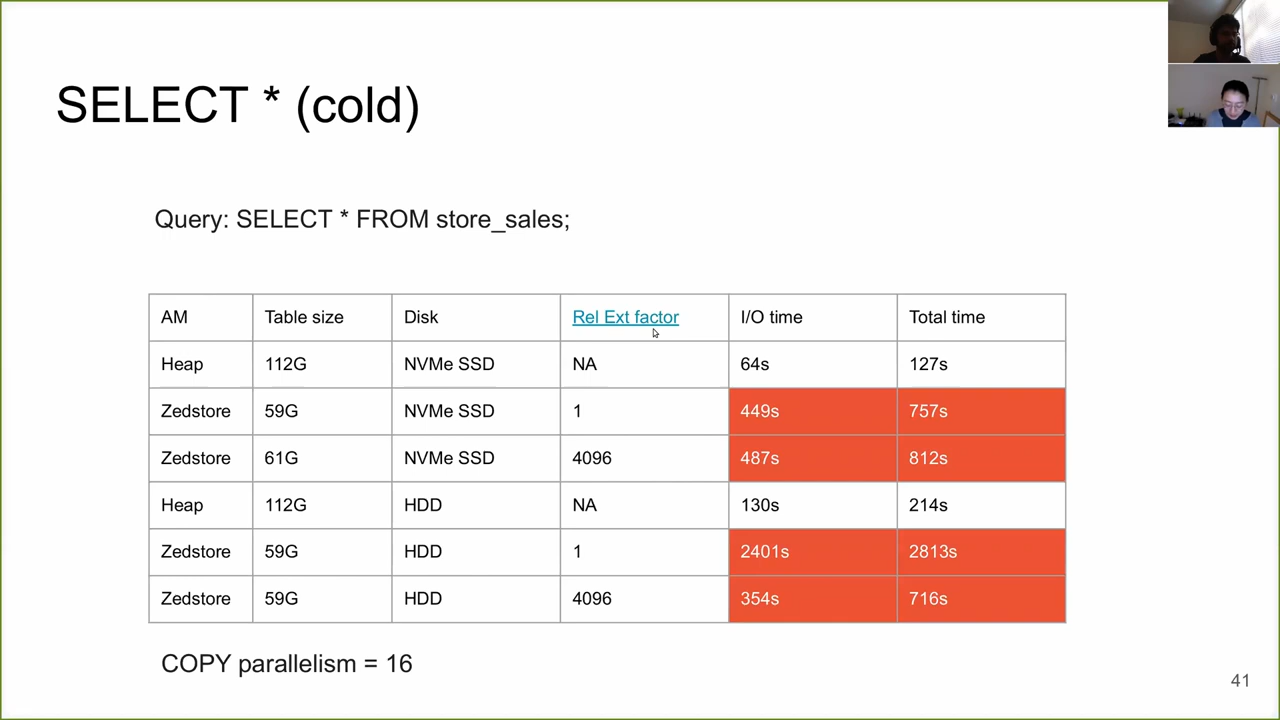 SELECT * (cold)
Query: SELECT * FROM store_sales;
AM Table size Disk Rel Ext factor I/O time Total time
Heap 112G NVMe SSD NA 64s 127s
Zedstore 59G NVMe SSD 1 449s 757s
Zedstore 61G NVMe SSD 4096 487s 812s
Heap 112G HDD NA 130s 214s
Zedstore 59G HDD 1 2401s 2813s
Zedstore 59G HDD 4096 354s 716s
COPY parallelism = 16
41